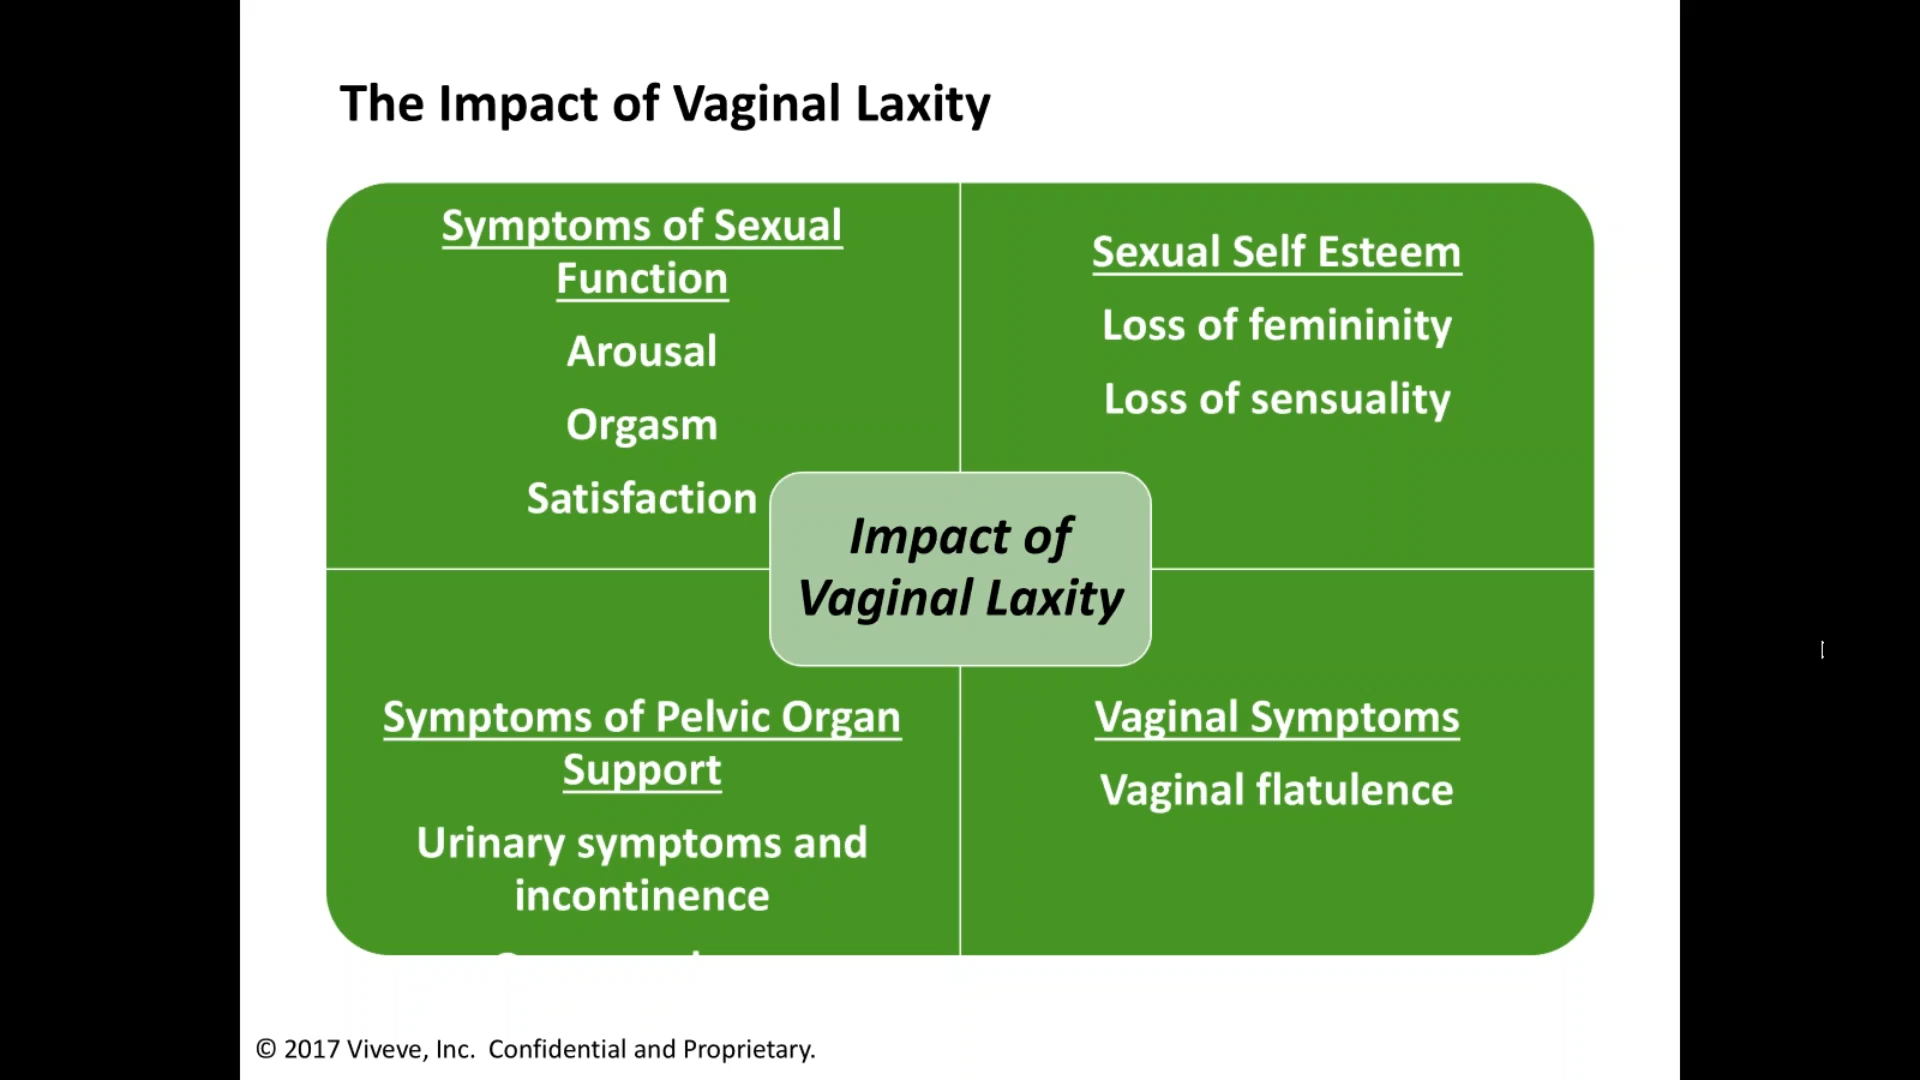 The Impact of Vaginal Laxity
Symptoms of Sexual
Function
Arousal
Orgasm
Satisfaction
Sexual Self Esteem
Loss of femininity
Loss of sensuality
Impact of
Vaginal Laxity
Symptoms of Pelvic Organ
Support
Urinary symptoms and
incontinence
Vaginal Symptoms
Vaginal flatulence
© 2017 Viveve, Inc.  Confidential and Proprietary.